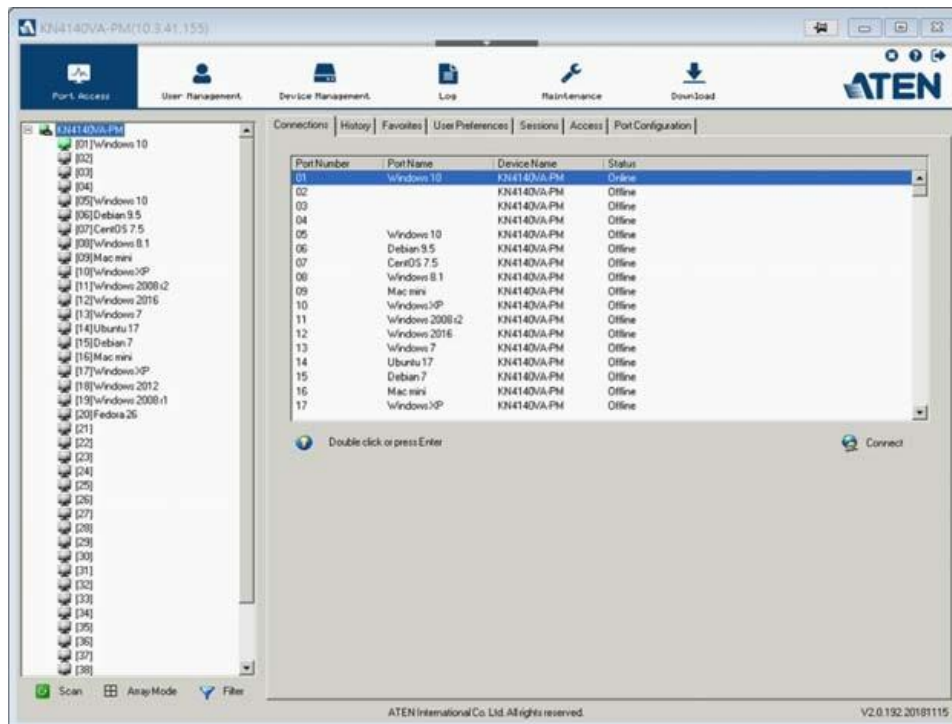 KN4140VA-PM(10.3.41.155)
Port Access
User Management
Device Management
Log
Maintenance
Download
ATEN
KN4140VA-PM
[01]Windows 10
[02]
[03]
[04]
[05]Windows 10
[06]Debian 9.5
[07]CentOS 7.5
[08]Windows 8.1
[09]Mac mini
[10]Windows XP
[11]Windows 2008 r2
[12]Windows 2016
[13]Windows 7
[14]Ubuntu 17
[15]Debian 7
[16]Mac mini
[17]Windows XP
[18]Windows 2012
[19]Windows 2008 r1
[20]Fedora 26
[21]
[22]
[23]
[24]
[25]
[26]
[27]
[28]
[29]
[30]
[31]
[32]
[33]
[34]
[35]
[36]
[37]
[38]
Scan Array Mode Filter
Connections History Favorites User Preferences Sessions Access Port Configuration
Port Number Port Name Device Name Status
01 Windows 10 KN4140VA-PM Online
02 KN4140VA-PM Offline
03 KN4140VA-PM Offline
04 KN4140VA-PM Offline
05 Windows 10 KN4140VA-PM Offline
06 Debian 9.5 KN4140VA-PM Offline
07 CentOS 7.5 KN4140VA-PM Offline
08 Windows 8.1 KN4140VA-PM Offline
09 Mac mini KN4140VA-PM Offline
10 Windows XP KN4140VA-PM Offline
11 Windows 2008 r2 KN4140VA-PM Offline
12 Windows 2016 KN4140VA-PM Offline
13 Windows 7 KN4140VA-PM Offline
14 Ubuntu 17 KN4140VA-PM Offline
15 Debian 7 KN4140VA-PM Offline
16 Mac mini KN4140VA-PM Offline
17 Windows XP KN4140VA-PM Offline
Double click or press Enter
Connect
ATEN International Co. Ltd. All rights reserved.
V2.0.192.20181115